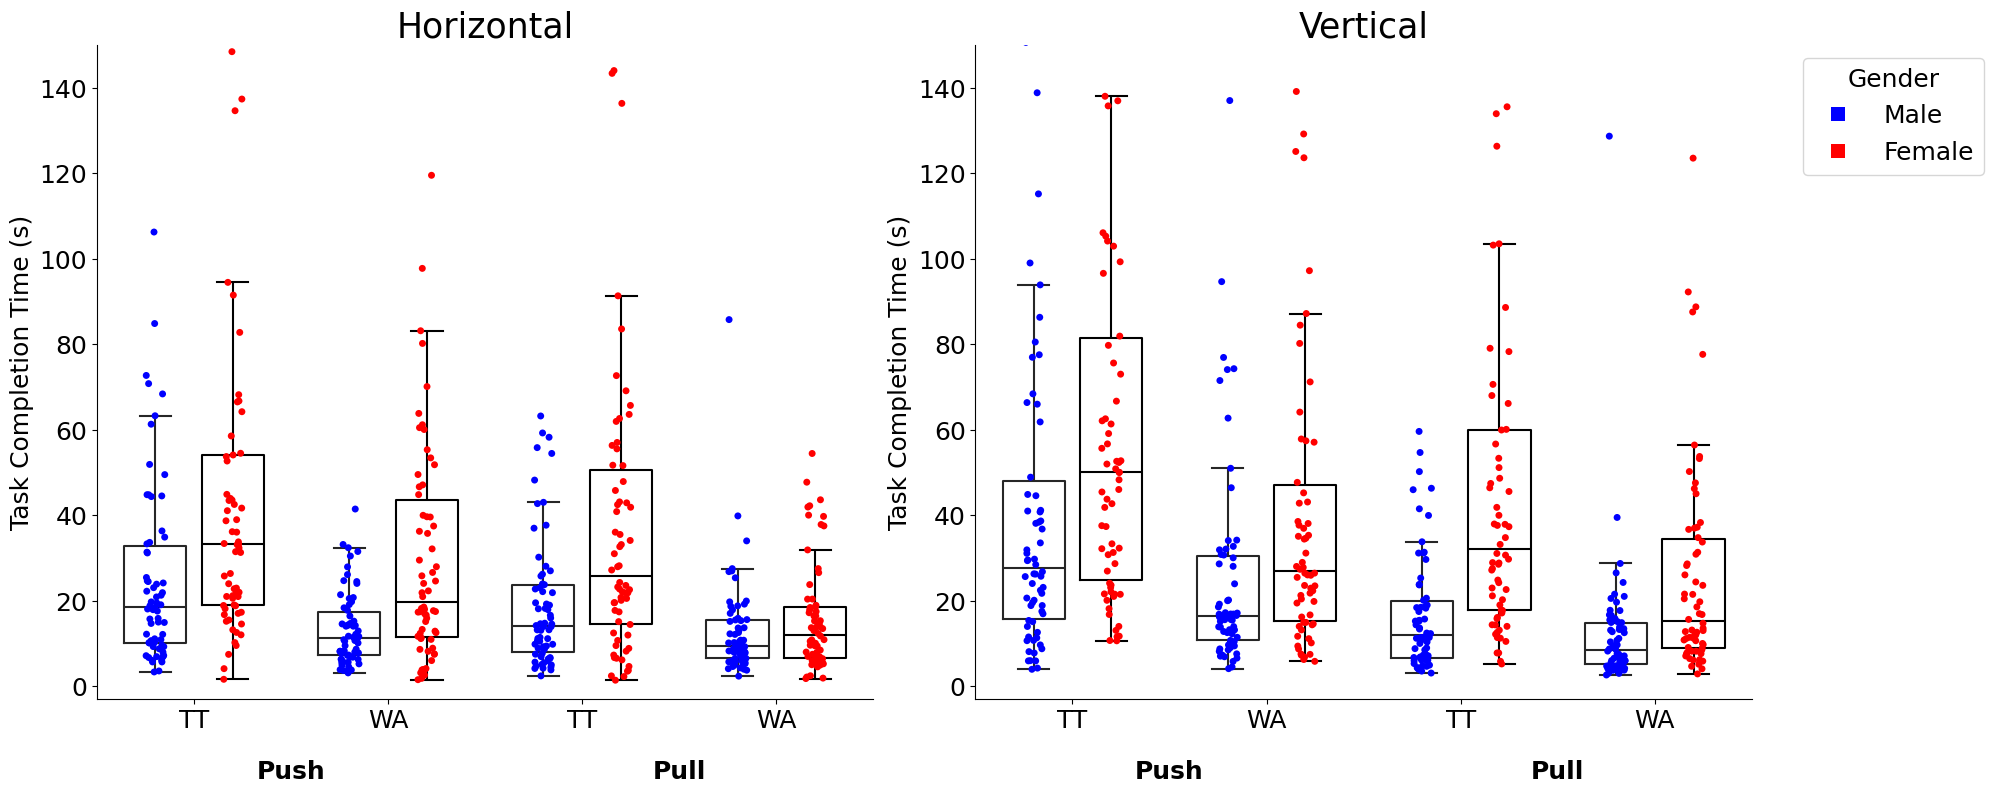 Horizontal
Vertical
Task Completion Time (s)
140
120
100
80
60
40
20
0
TT
WA
TT
WA
Push
Pull
Task Completion Time (s)
140
120
100
80
60
40
20
0
TT
WA
TT
WA
Push
Pull
Gender
Male
Female